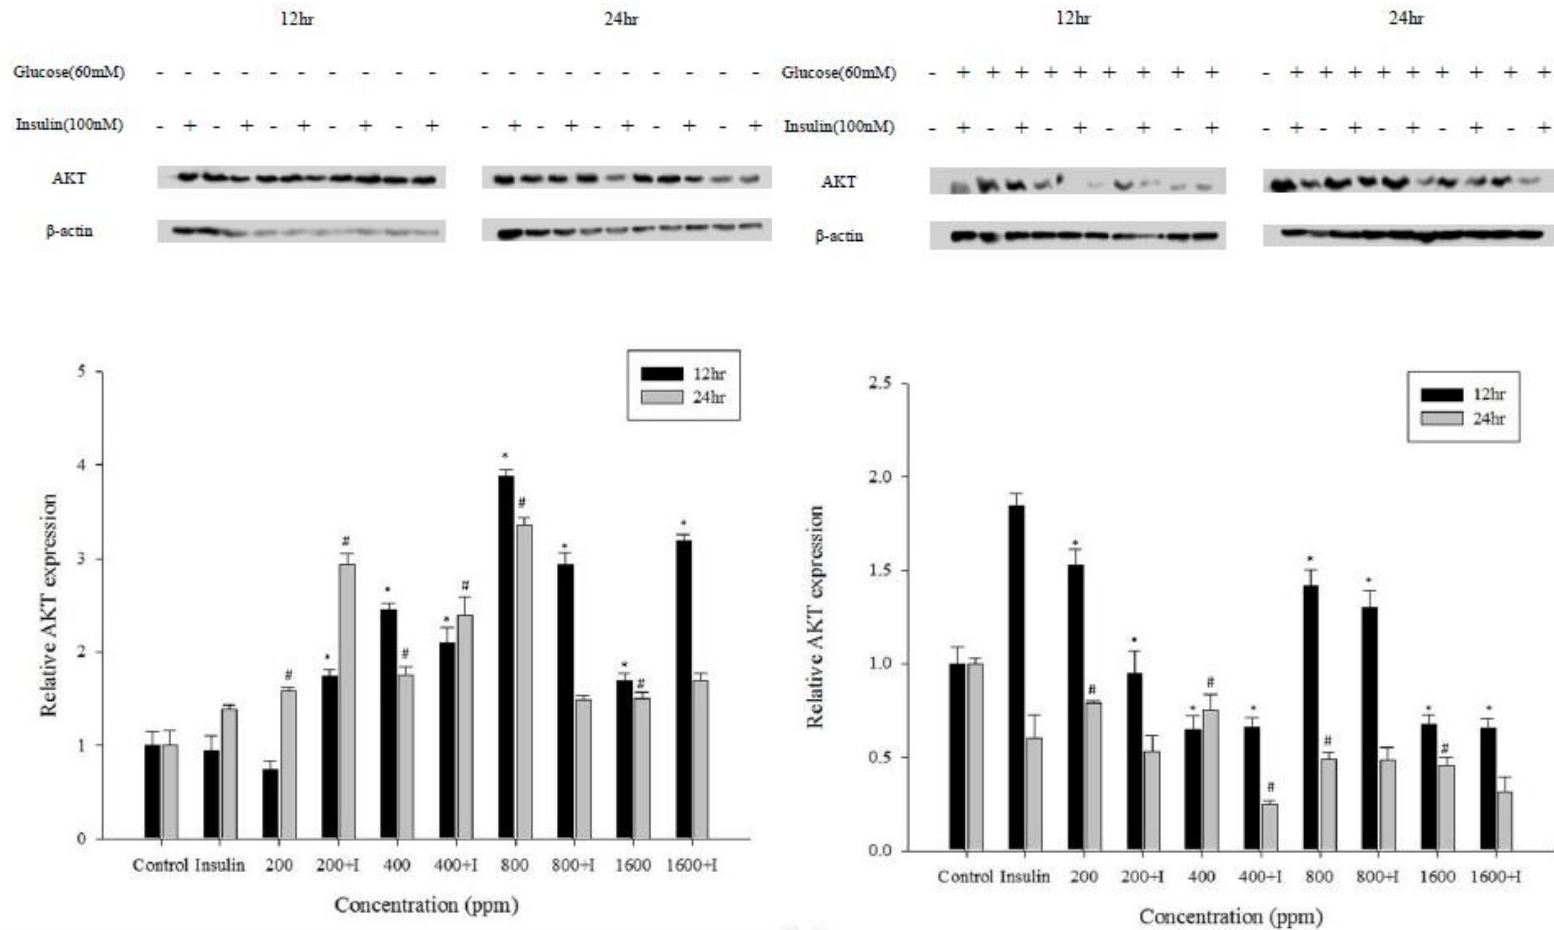 12hr 24hr 12hr 24hr
Glucose(60mM) - - - - - - - - - - - - - - - - - - - - Glucose(60mM) - + + + + + + + + + - + + + + + + + + +
Insulin(100nM) - + - + - + - + - + - + - + - + - + - + Insulin(100nM) - + - + - + - + - + - + - + - + - + - +
AKT AKT
β-actin β-actin
12hr
24hr
5
4
3
2
1
0
Relative AKT expression
* # * # * # * # * # * * # *
Control Insulin 200 200+I 400 400+I 800 800+I 1600 1600+I
Concentration (ppm)
12hr
24hr
2.5
2.0
1.5
1.0
0.5
0.0
Relative AKT expression
* # * * # * # * # * * # *
Control Insulin 200 200+I 400 400+I 800 800+I 1600 1600+I
Concentration (ppm)